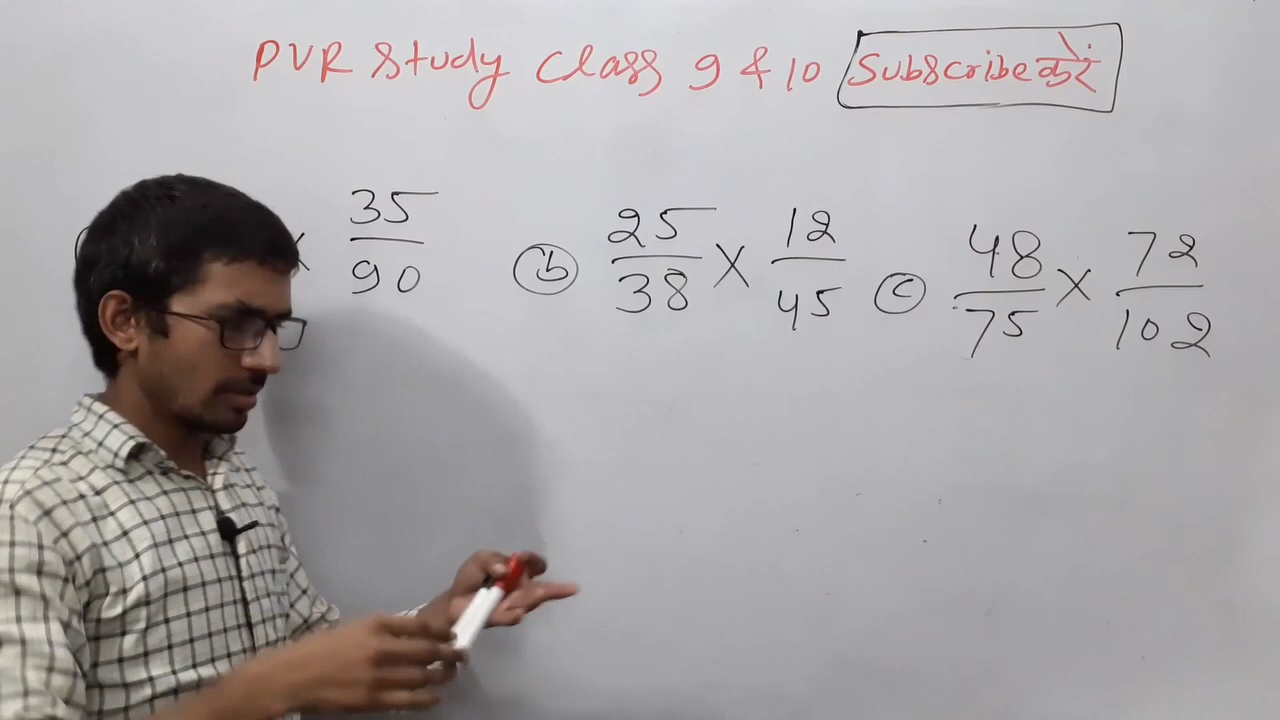 PVR Study Class 9 & 10 Subscribe करें
× 35/90 ⓑ 25/38 × 12/45 ⓒ 48/75 × 72/102